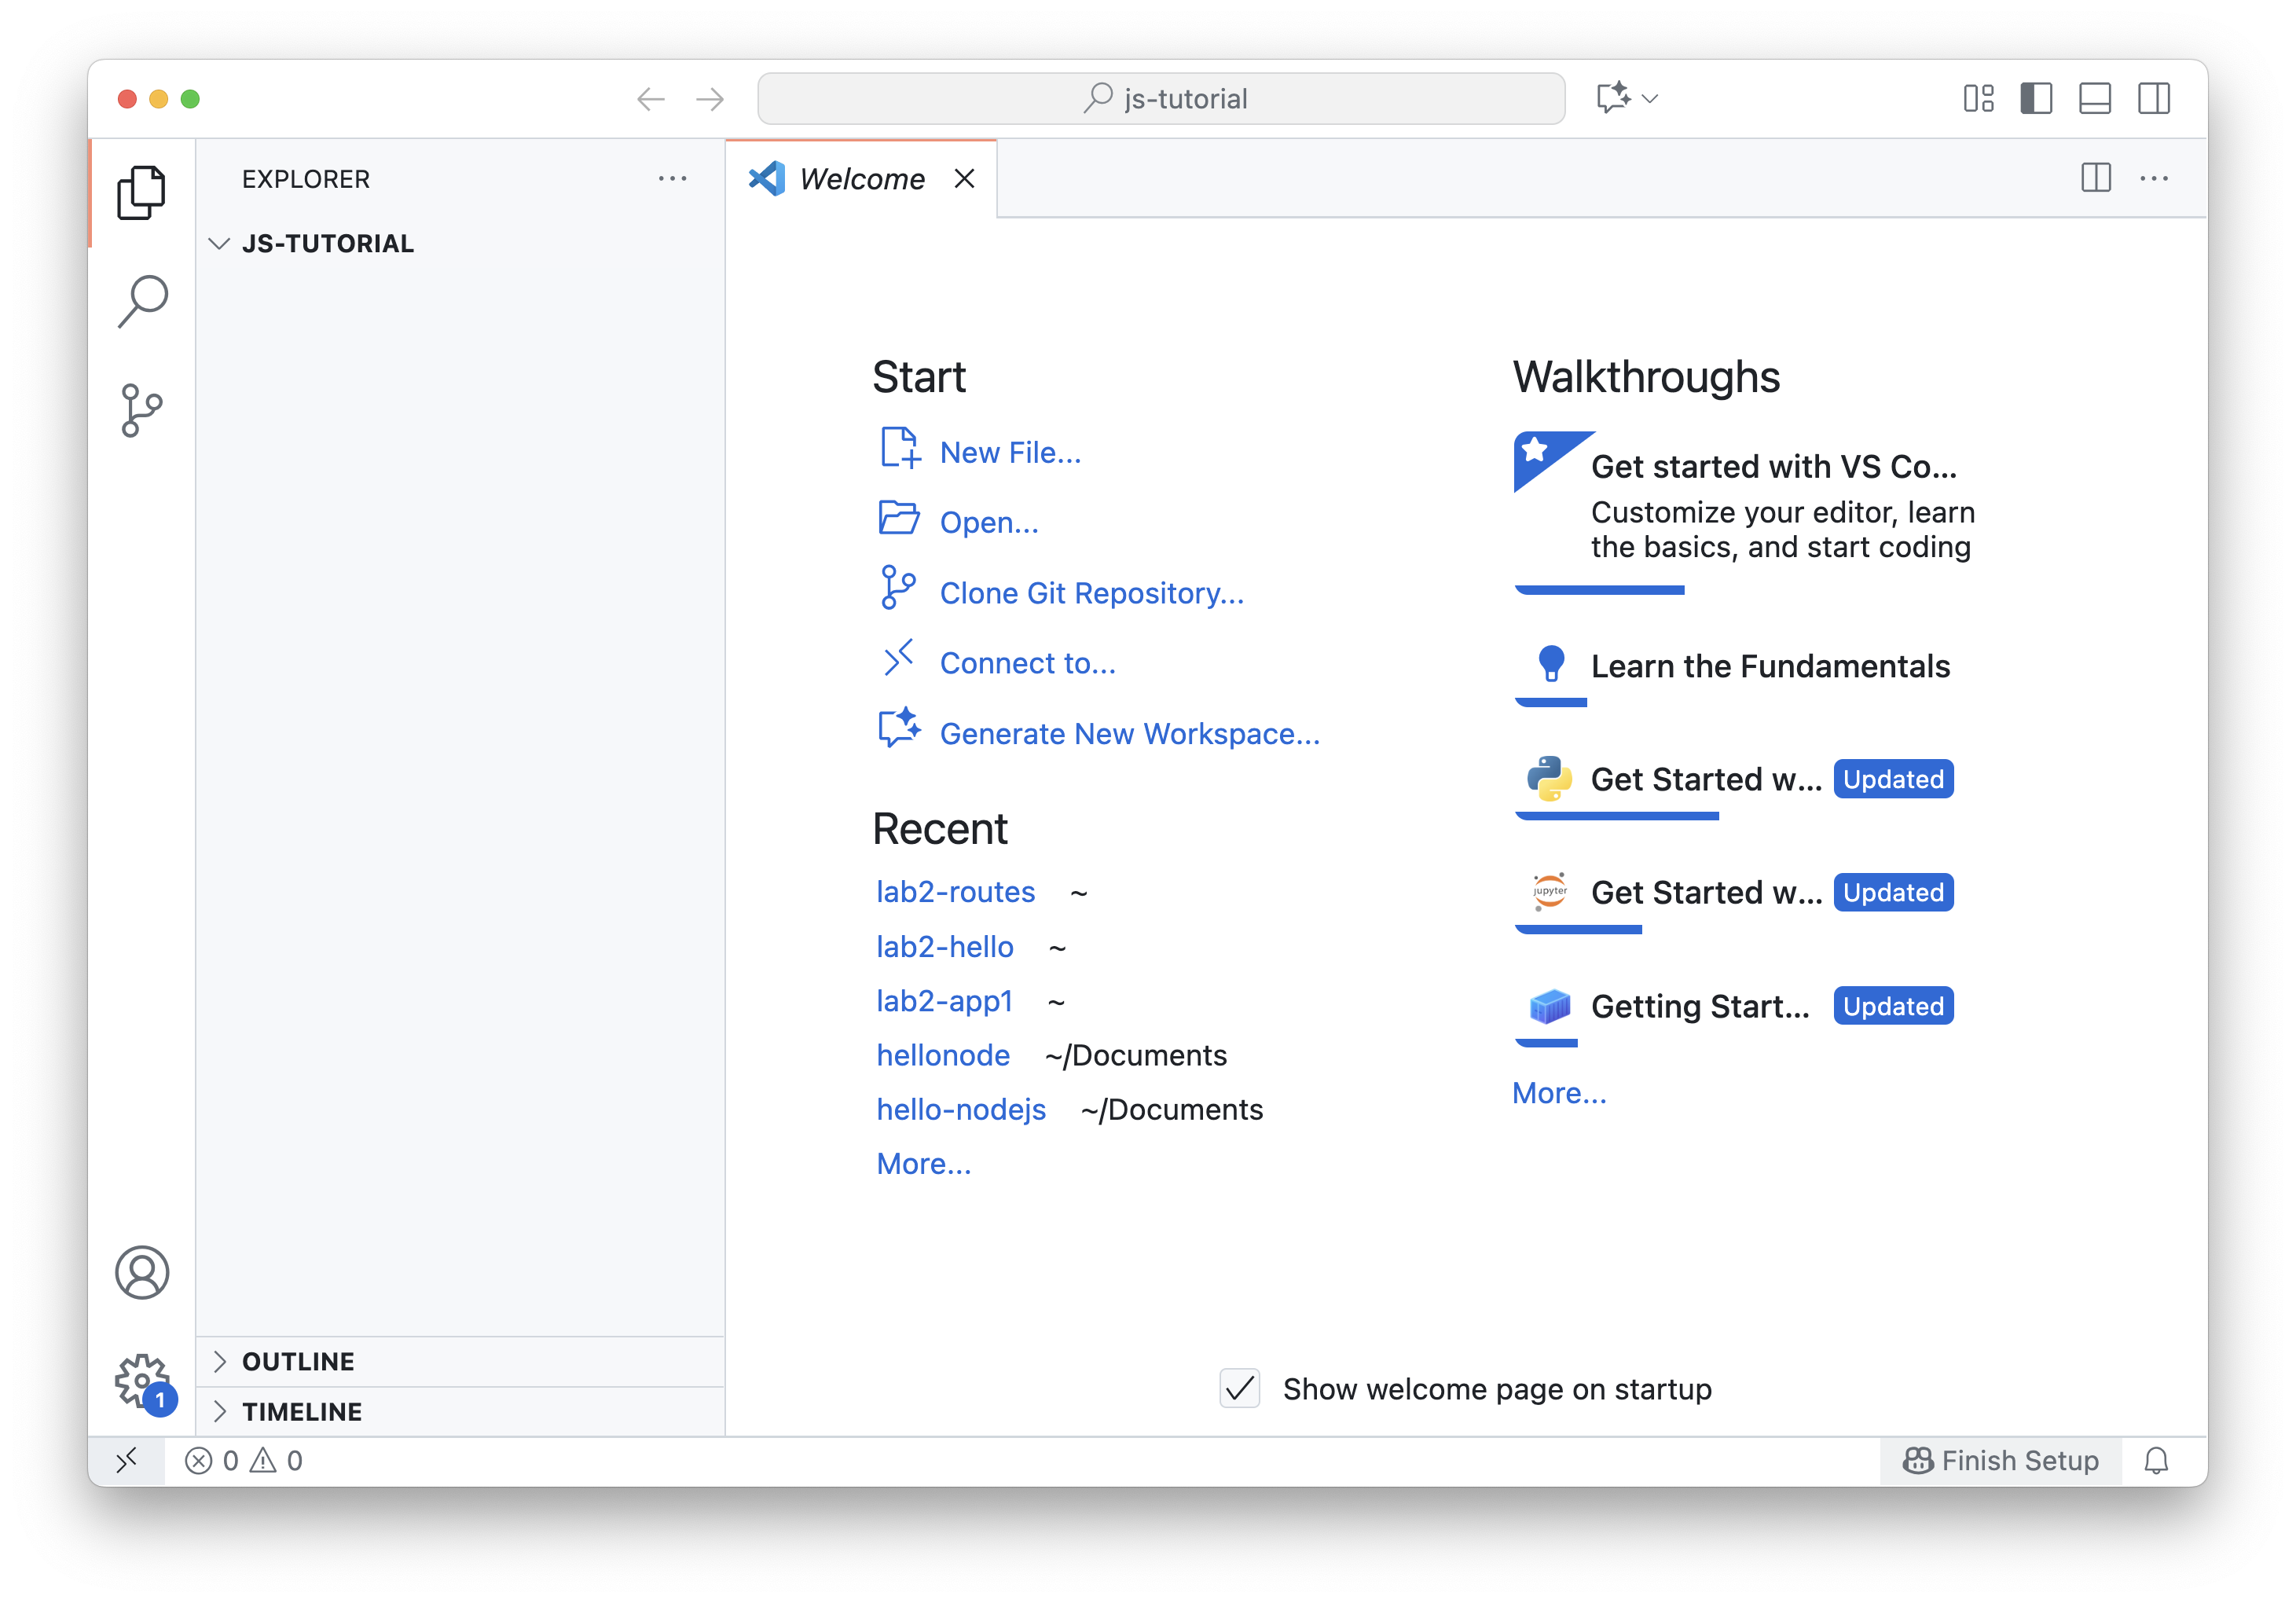 js-tutorial
EXPLORER
JS-TUTORIAL
OUTLINE
TIMELINE
Welcome
Start
New File...
Open...
Clone Git Repository...
Connect to...
Generate New Workspace...
Recent
lab2-routes ~
lab2-hello ~
lab2-app1 ~
hellonode ~/Documents
hello-nodejs ~/Documents
More...
Walkthroughs
Get started with VS Co...
Customize your editor, learn
the basics, and start coding
Learn the Fundamentals
Get Started w... Updated
jupyter
Get Started w... Updated
Getting Start... Updated
More...
Show welcome page on startup
1
0 0
Finish Setup